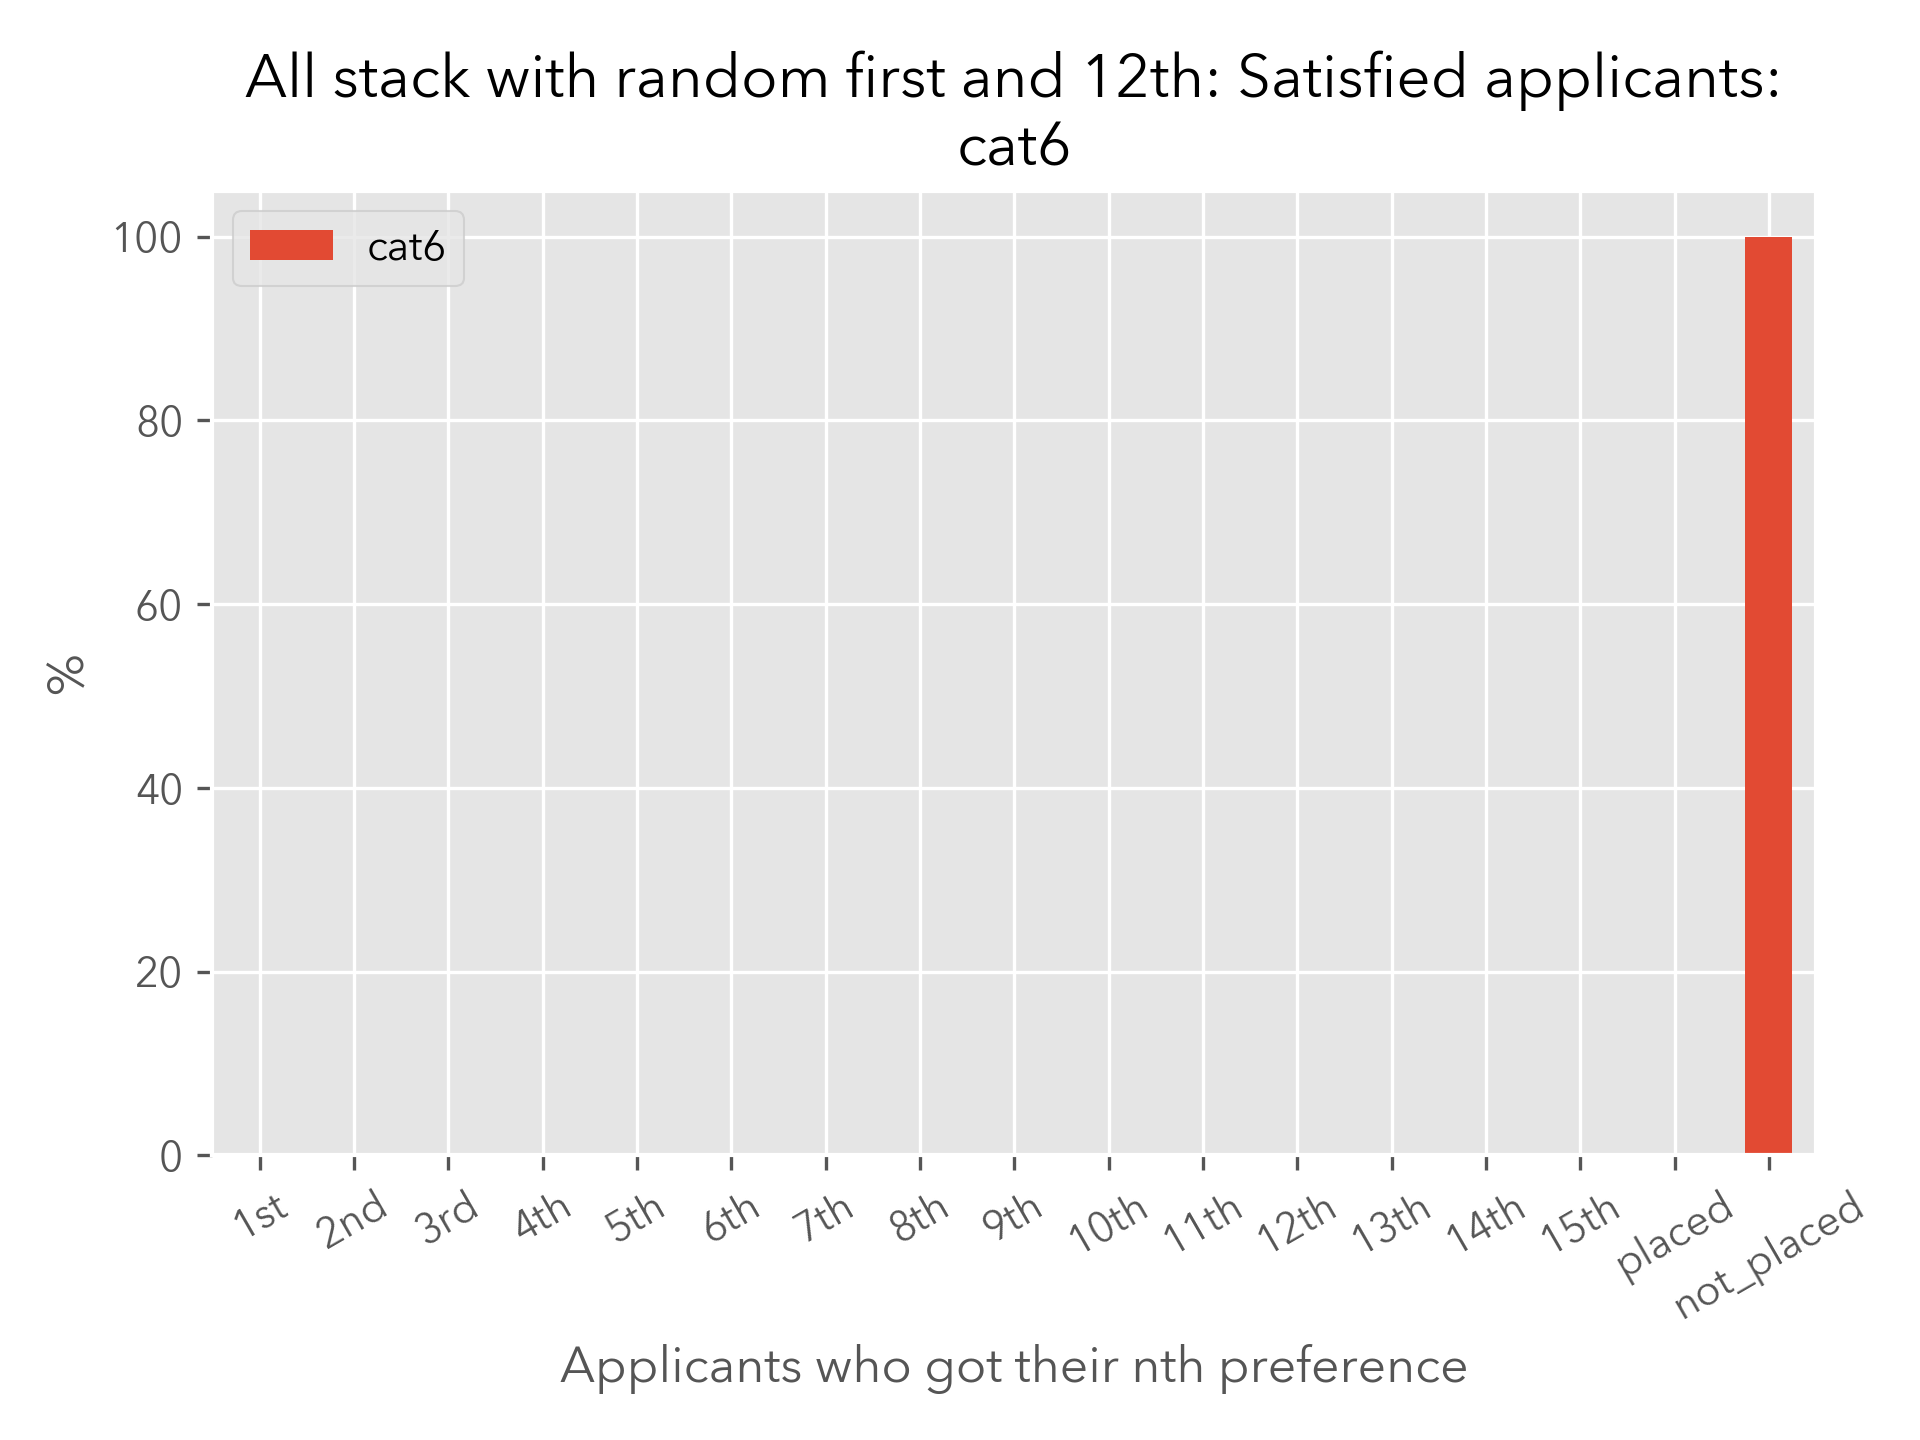 All stack with random first and 12th: Satisfied applicants:
cat6
cat6
100
80
60
40
20
0
%
1st
2nd
3rd
4th
5th
6th
7th
8th
9th
10th
11th
12th
13th
14th
15th
placed
not_placed
Applicants who got their nth preference